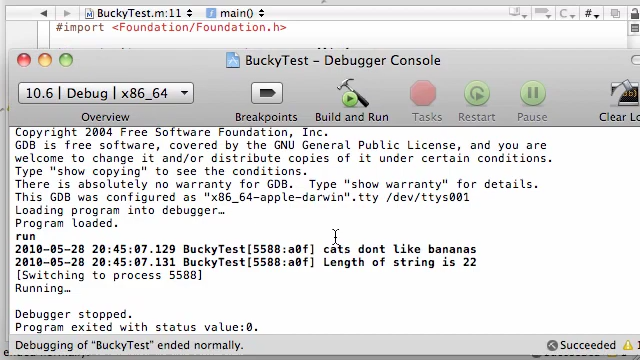 BuckyTest.m:11 main()
#import <Foundation/Foundation.h>
BuckyTest – Debugger Console
10.6 | Debug | x86_64
Overview Breakpoints Build and Run Tasks Restart Pause Clear Lo
Copyright 2004 Free Software Foundation, Inc.
GDB is free software, covered by the GNU General Public License, and you are
welcome to change it and/or distribute copies of it under certain conditions.
Type "show copying" to see the conditions.
There is absolutely no warranty for GDB.  Type "show warranty" for details.
This GDB was configured as "x86_64-apple-darwin".tty /dev/ttys001
Loading program into debugger…
Program loaded.
run
2010-05-28 20:45:07.129 BuckyTest[5588:a0f] cats dont like bananas
2010-05-28 20:45:07.131 BuckyTest[5588:a0f] Length of string is 22
[Switching to process 5588]
Running…
Debugger stopped.
Program exited with status value:0.
Debugging of "BuckyTest" ended normally. Succeeded 1